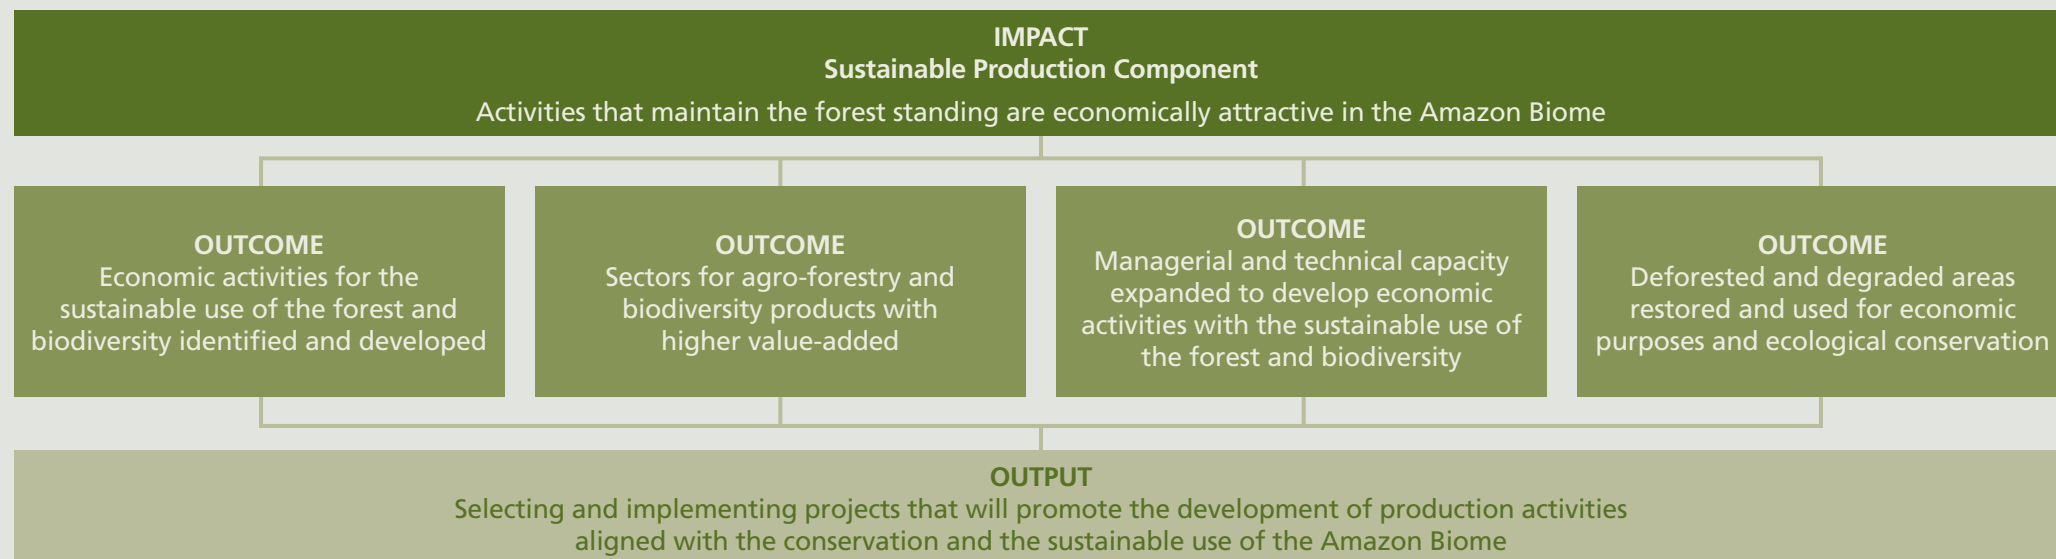 IMPACT
Sustainable Production Component
Activities that maintain the forest standing are economically attractive in the Amazon Biome
OUTCOME
Economic activities for the
sustainable use of the forest and
biodiversity identified and developed
OUTCOME
Sectors for agro-forestry and
biodiversity products with
higher value-added
OUTCOME
Managerial and technical capacity
expanded to develop economic
activities with the sustainable use of
the forest and biodiversity
OUTCOME
Deforested and degraded areas
restored and used for economic
purposes and ecological conservation
OUTPUT
Selecting and implementing projects that will promote the development of production activities
aligned with the conservation and the sustainable use of the Amazon Biome